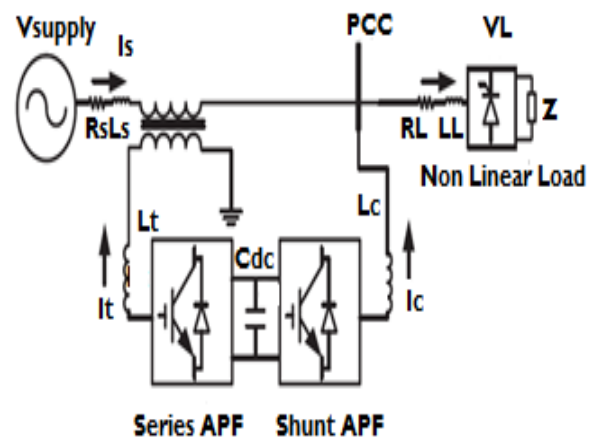 Vsupply
Is
PCC
VL
RsLs
RL LL
Z
Non Linear Load
Lt
Lc
It
Cdc
Ic
Series APF
Shunt APF